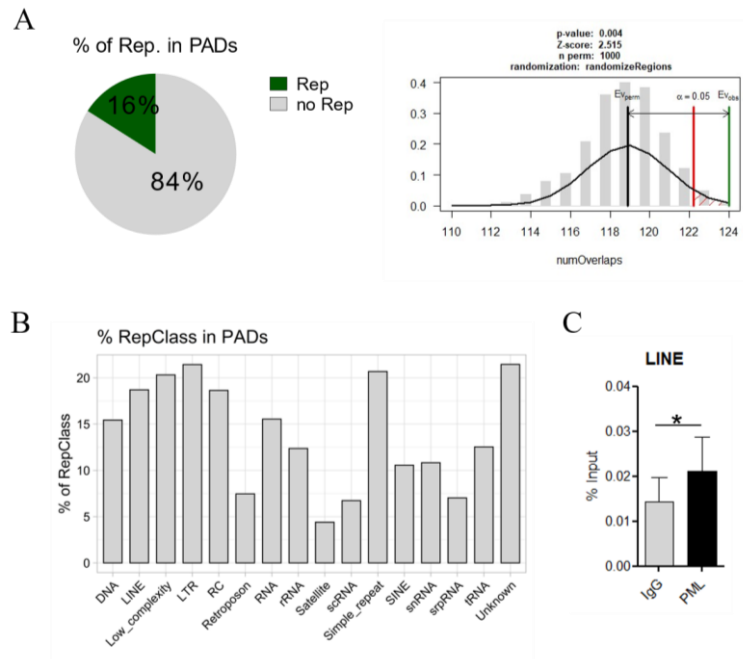 A
% of Rep. in PADs
16%
84%
Rep
no Rep
p-value: 0.004
Z-score: 2.515
n perm: 1000
randomization: randomizeRegions
0.4
0.3
0.2
0.1
0.0
Evperm
α = 0.05
Evobs
110 112 114 116 118 120 122 124
numOverlaps
B
% RepClass in PADs
% of RepClass
20
15
10
5
0
DNA
LINE
Low_complexity
LTR
RC
Retroposon
RNA
rRNA
Satellite
scRNA
Simple_repeat
SINE
snRNA
srpRNA
tRNA
Unknown
C
LINE
% Input
0.04
0.03
0.02
0.01
0.00
*
IgG
PML